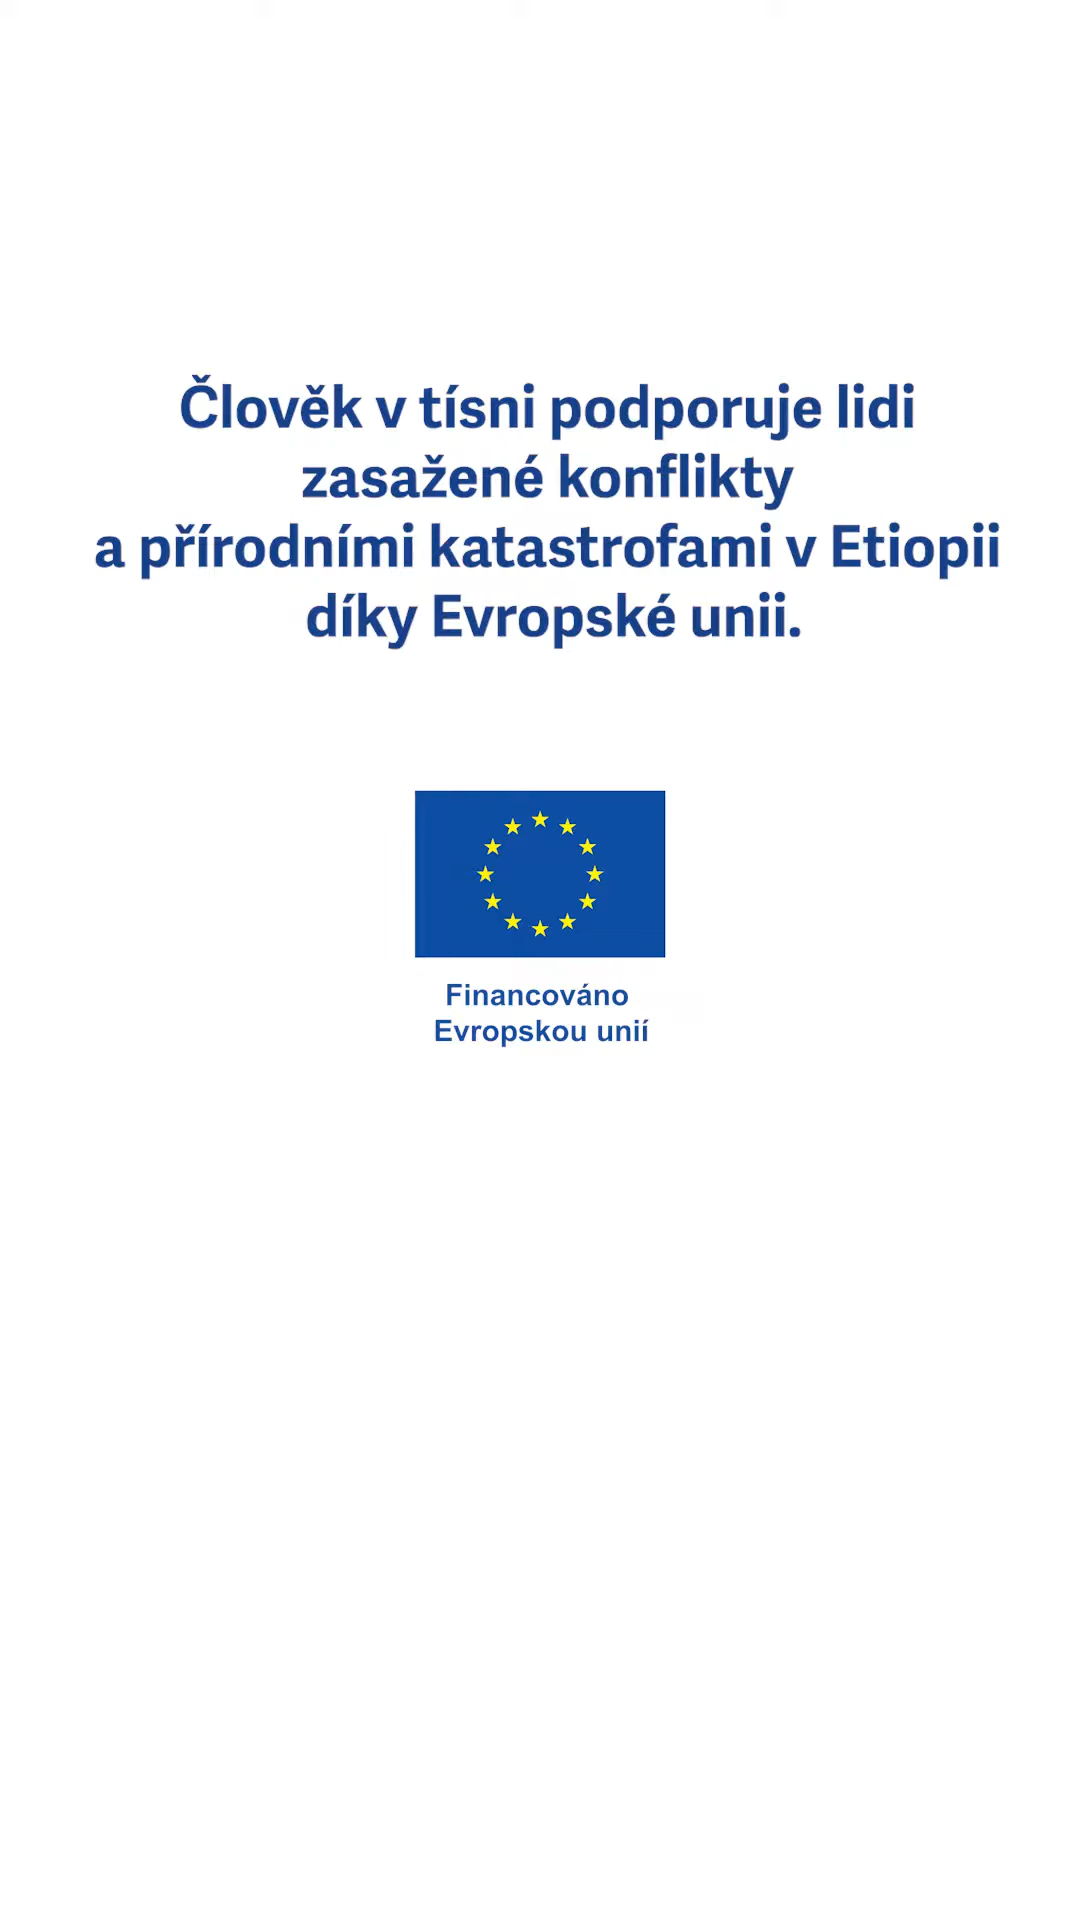 Člověk v tísni podporuje lidi
zasažené konflikty
a přírodními katastrofami v Etiopii
díky Evropské unii.
Financováno
Evropskou unií